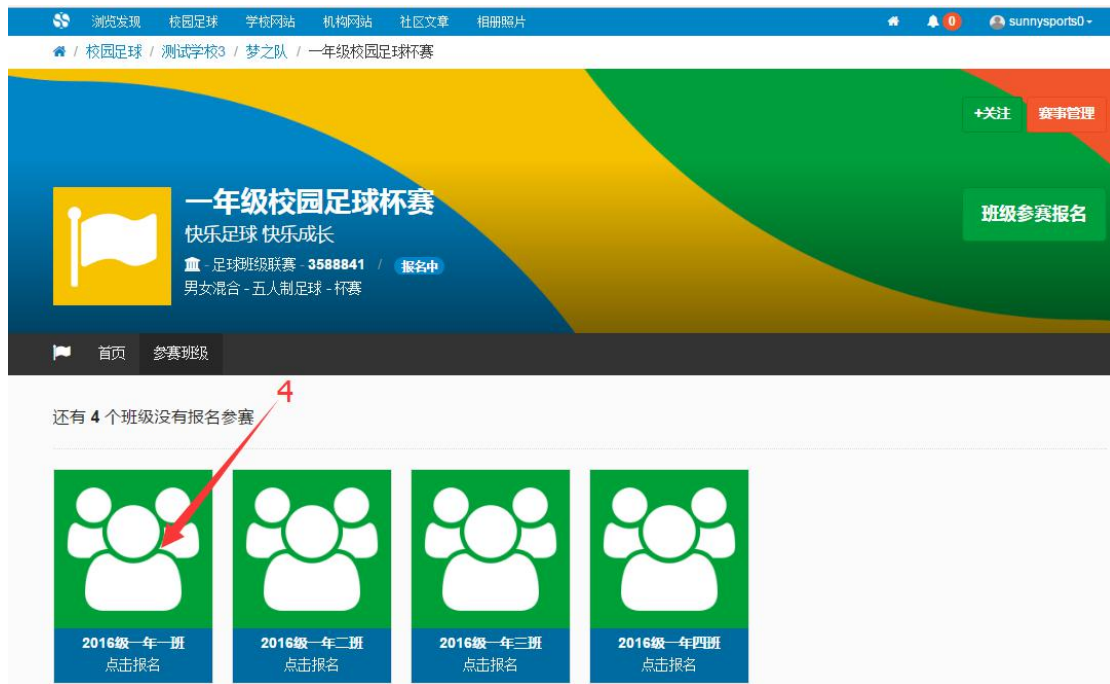 浏览发现 校园足球 学校网站 机构网站 社区文章 相册照片 0 sunnysports0
/ 校园足球 / 测试学校3 / 梦之队 / 一年级校园足球杯赛
+关注 赛事管理
一年级校园足球杯赛
班级参赛报名
快乐足球 快乐成长
- 足球班级联赛 - 3588841 / 报名中
男女混合 - 五人制足球 - 杯赛
首页 参赛班级
4
还有 4 个班级没有报名参赛
2016级一年一班 2016级一年二班 2016级一年三班 2016级一年四班
点击报名 点击报名 点击报名 点击报名